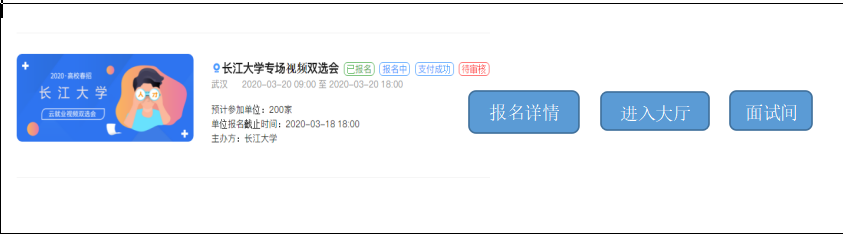 2020·高校春招
长江大学
云就业视频双选会
人 才
长江大学专场视频双选会 已报名 报名中 支付成功 待审核
武汉 2020-03-20 09:00 至 2020-03-20 18:00
预计参加单位：200家
单位报名截止时间：2020-03-18 18:00
主办方：长江大学
报名详情 进入大厅 面试间